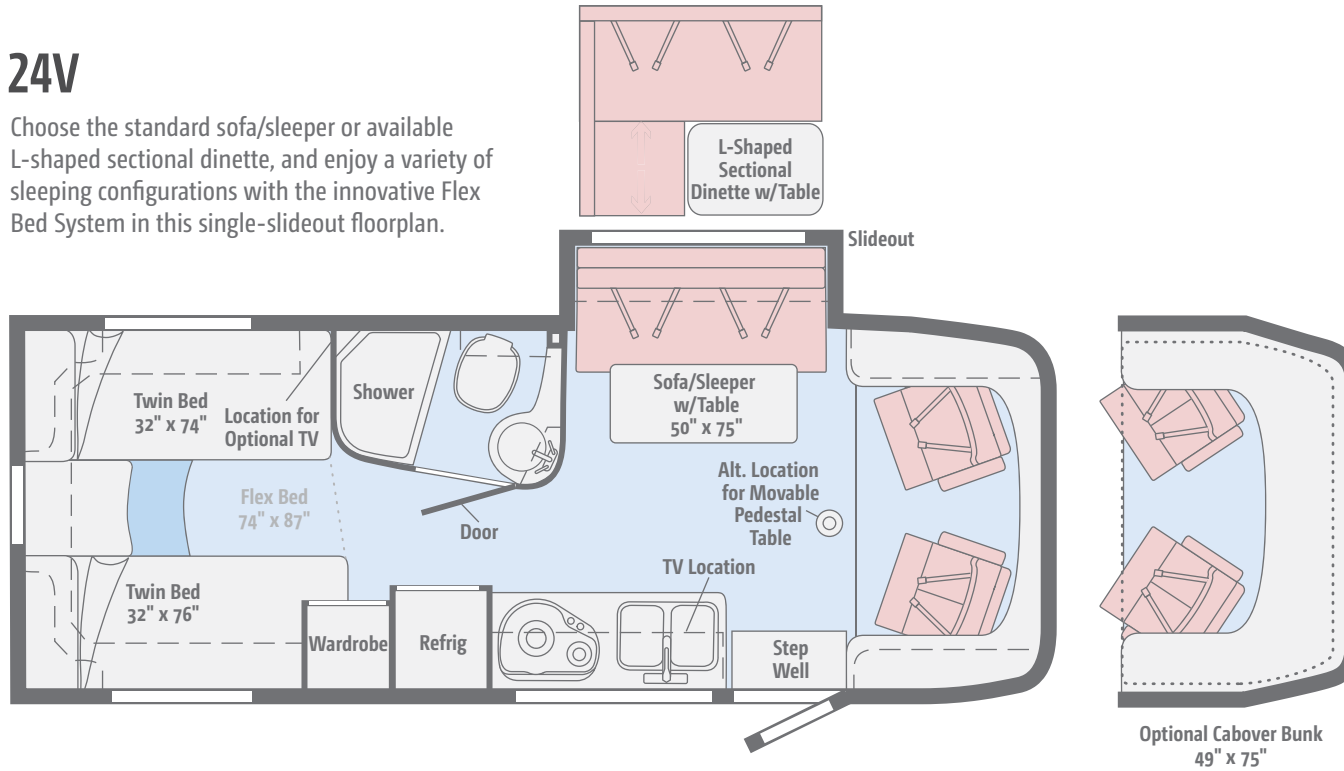 24V
Choose the standard sofa/sleeper or available
L-shaped sectional dinette, and enjoy a variety of
sleeping configurations with the innovative Flex
Bed System in this single-slideout floorplan.
L-Shaped
Sectional
Dinette w/Table
Slideout
Twin Bed
32" x 74"
Location for
Optional TV
Shower
Sofa/Sleeper
w/Table
50" x 75"
Flex Bed
74" x 87"
Door
Alt. Location
for Movable
Pedestal
Table
TV Location
Twin Bed
32" x 76"
Wardrobe
Refrig
Step
Well
Optional Cabover Bunk
49" x 75"